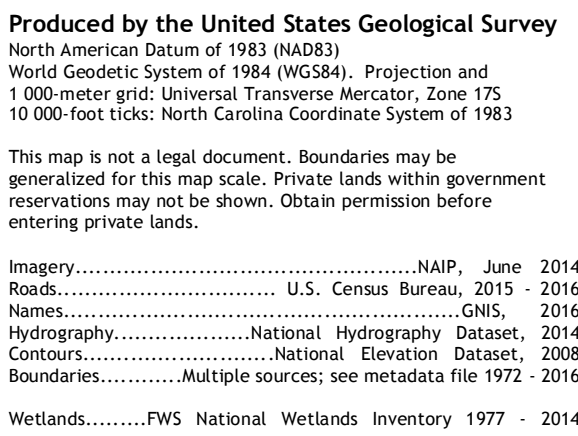 Produced by the United States Geological Survey
North American Datum of 1983 (NAD83)
World Geodetic System of 1984 (WGS84). Projection and
1 000-meter grid: Universal Transverse Mercator, Zone 17S
10 000-foot ticks: North Carolina Coordinate System of 1983
This map is not a legal document. Boundaries may be
generalized for this map scale. Private lands within government
reservations may not be shown. Obtain permission before
entering private lands.
Imagery....................................................NAIP, June 2014
Roads................................. U.S. Census Bureau, 2015 - 2016
Names............................................................GNIS, 2016
Hydrography.....................National Hydrography Dataset, 2014
Contours.............................National Elevation Dataset, 2008
Boundaries............Multiple sources; see metadata file 1972 - 2016
Wetlands.........FWS National Wetlands Inventory 1977 - 2014